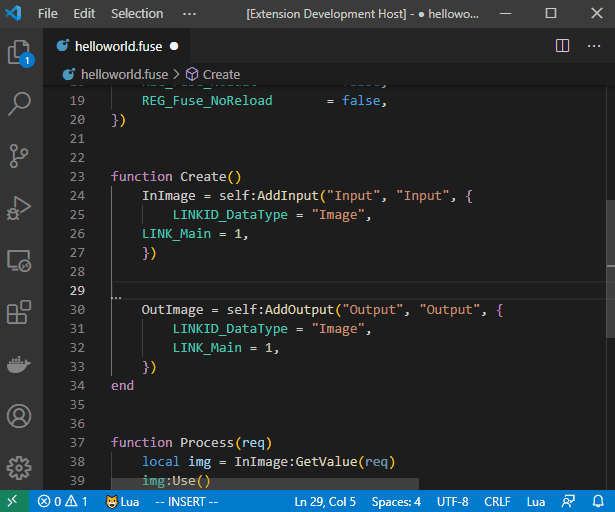 File Edit Selection ··· [Extension Development Host] - ● hellowo...
1
helloworld.fuse ●
helloworld.fuse > Create
19 REG_Fuse_NoReload = false,
20 })
21
22
23 function Create()
24 InImage = self:AddInput("Input", "Input", {
25 LINKID_DataType = "Image",
26 LINK_Main = 1,
27 })
28
29
30 OutImage = self:AddOutput("Output", "Output", {
31 LINKID_DataType = "Image",
32 LINK_Main = 1,
33 })
34 end
35
36
37 function Process(req)
38 local img = InImage:GetValue(req)
39 img:Use()
0 1 Lua -- INSERT -- Ln 29, Col 5 Spaces: 4 UTF-8 CRLF Lua